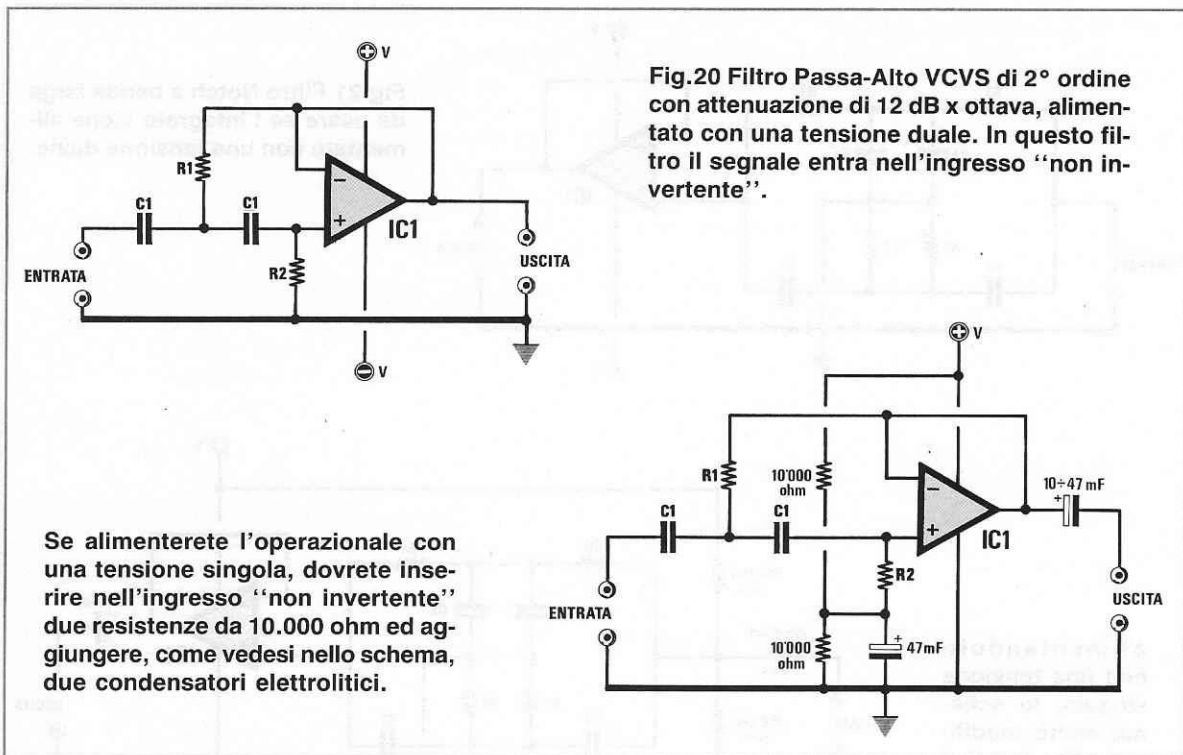 V
R1
C1
C1
−
+
IC1
R2
ENTRATA
USCITA
V
Fig.20 Filtro Passa-Alto VCVS di 2° ordine
con attenuazione di 12 dB x ottava, alimen-
tato con una tensione duale. In questo fil-
tro il segnale entra nell'ingresso "non in-
vertente".
Se alimenterete l'operazionale con
una tensione singola, dovrete inse-
rire nell'ingresso "non invertente"
due resistenze da 10.000 ohm ed ag-
giungere, come vedesi nello schema,
due condensatori elettrolitici.
V
R1
10'000
ohm
C1
C1
−
+
IC1
10÷47 mF
+
R2
ENTRATA
USCITA
10'000
ohm
+
47mF